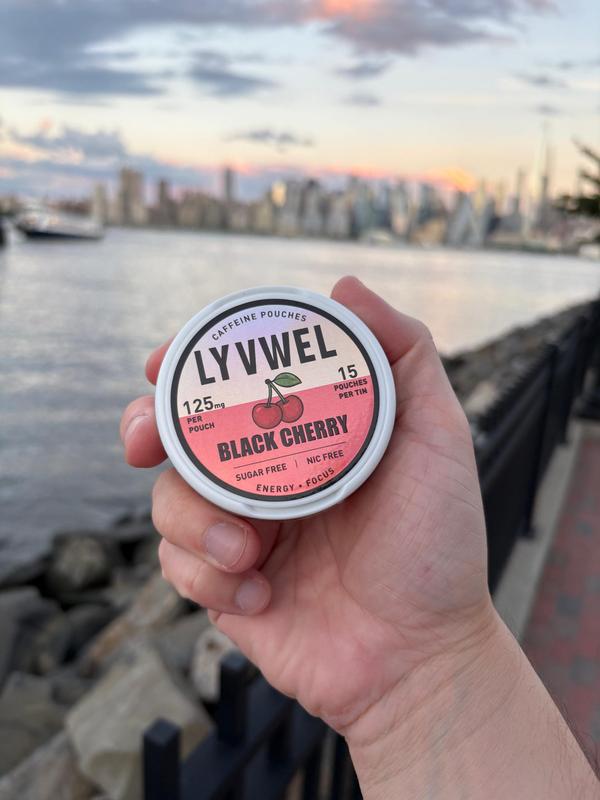 CAFFEINE POUCHES
LYVWEL
125mg
PER
POUCH
15
POUCHES
PER TIN
BLACK CHERRY
SUGAR FREE | NIC FREE
ENERGY • FOCUS